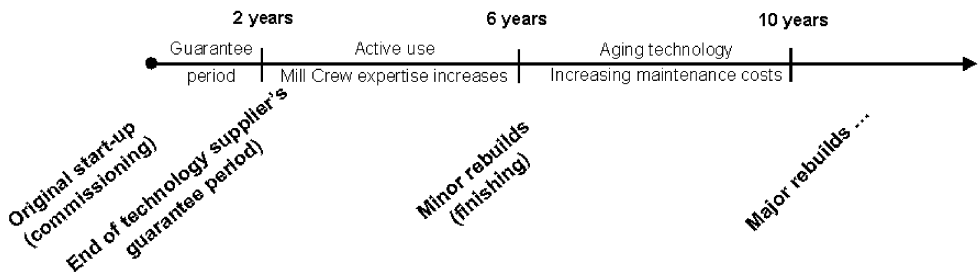 2 years
6 years
10 years
Guarantee
period
Active use
Mill Crew expertise increases
Aging technology
Increasing maintenance costs
Original start-up
(commissioning)
End of technology supplier's
guarantee period)
Minor rebuilds
(finishing)
Major rebuilds ...